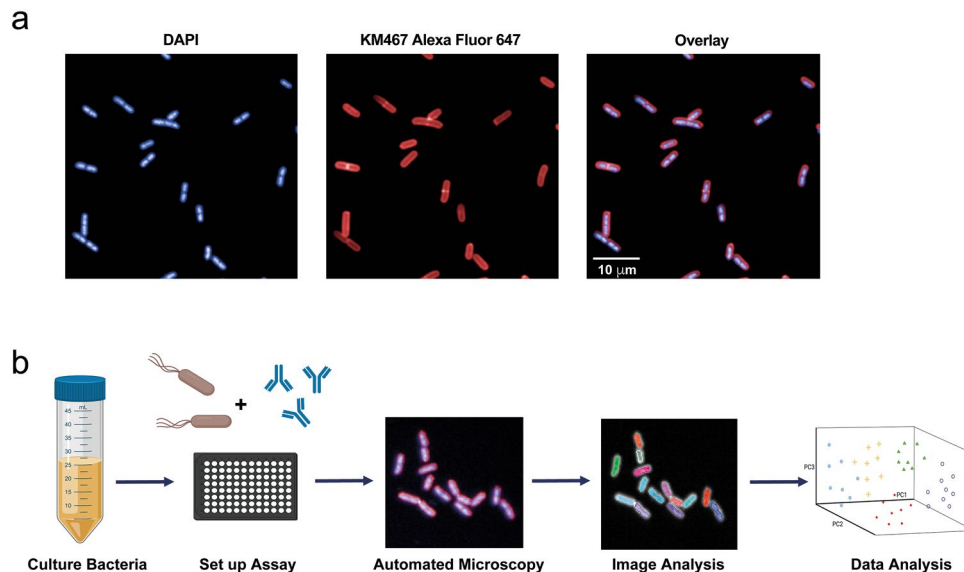 a
DAPI
KM467 Alexa Fluor 647
Overlay
10 μm
b
mL
45
40
35
30
25
20
15
10
+
PC3
PC1
PC2
Culture Bacteria
Set up Assay
Automated Microscopy
Image Analysis
Data Analysis